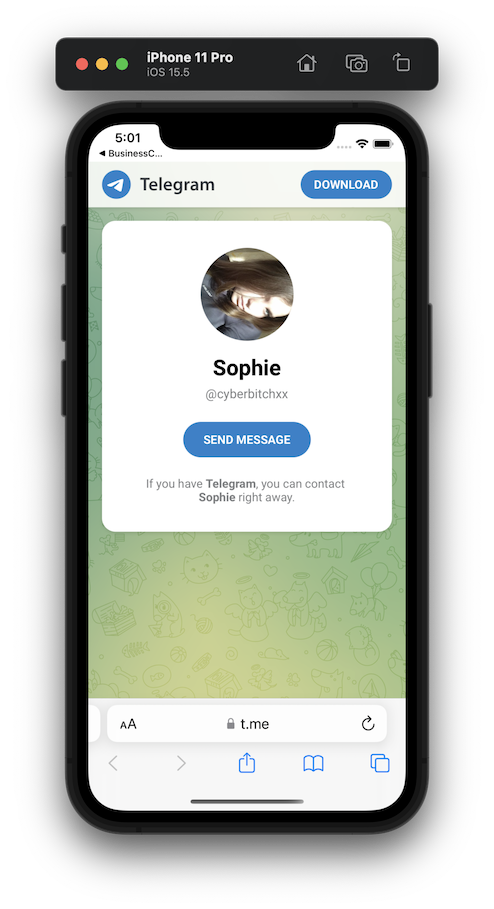 iPhone 11 Pro
iOS 15.5
5:01
◀ BusinessC...
Telegram
DOWNLOAD
Sophie
@cyberbitchxx
SEND MESSAGE
If you have Telegram, you can contact
Sophie right away.
AA
t.me